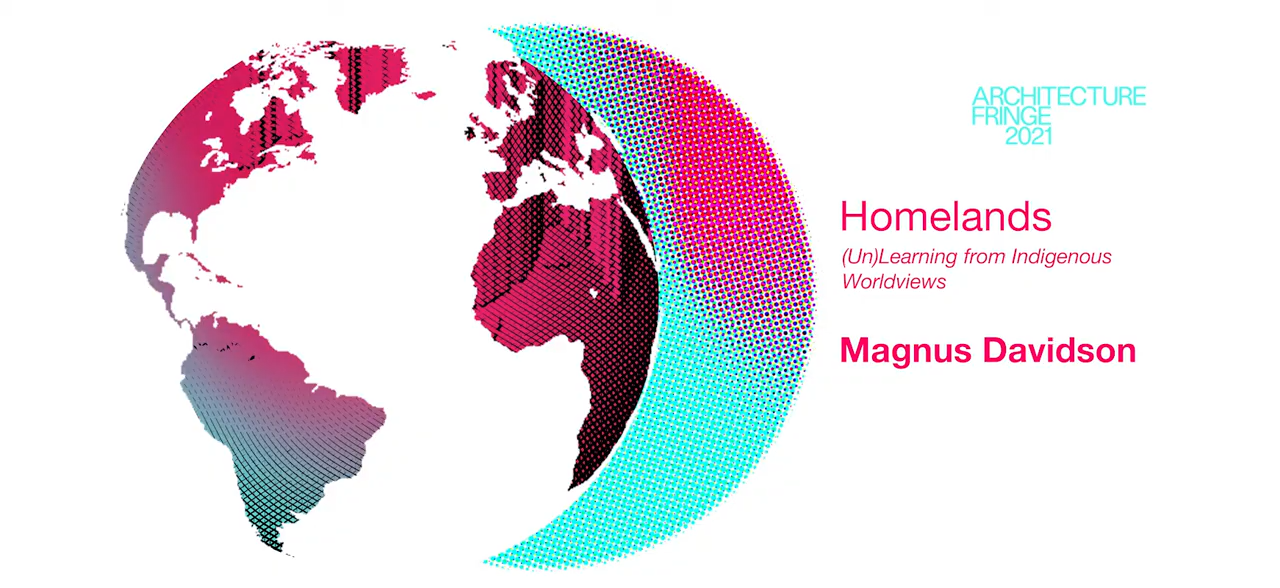 ARCHITECTURE
FRINGE
2021
Homelands
(Un)Learning from Indigenous
Worldviews
Magnus Davidson